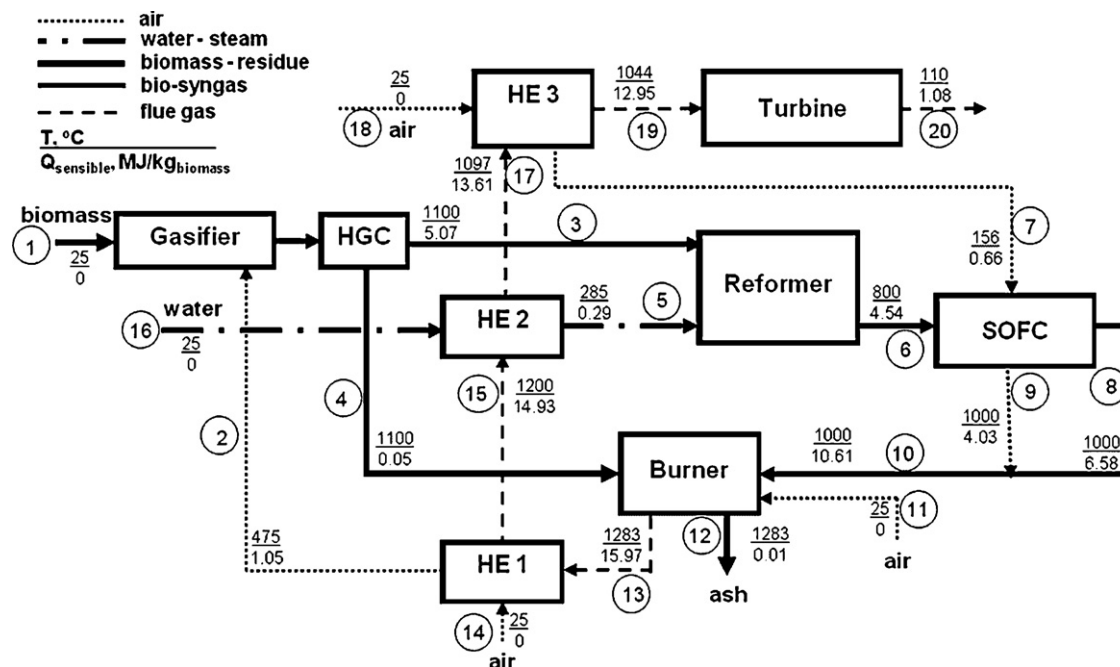 air
water - steam
biomass - residue
bio-syngas
flue gas
T, ºC
Qsensible, MJ/kgbiomass
25
0
18
air
HE 3
1044
12.95
19
Turbine
110
1.08
20
1097
13.61
17
biomass
1
25
0
Gasifier
HGC
1100
5.07
3
7
156
0.66
Reformer
water
16
25
0
HE 2
285
0.29
5
800
4.54
6
SOFC
8
15
1200
14.93
4
9
2
1100
0.05
Burner
1000
10.61
10
1000
4.03
1000
6.58
475
1.05
HE 1
1283
15.97
13
12
1283
0.01
ash
25
0
11
air
14
25
0
air